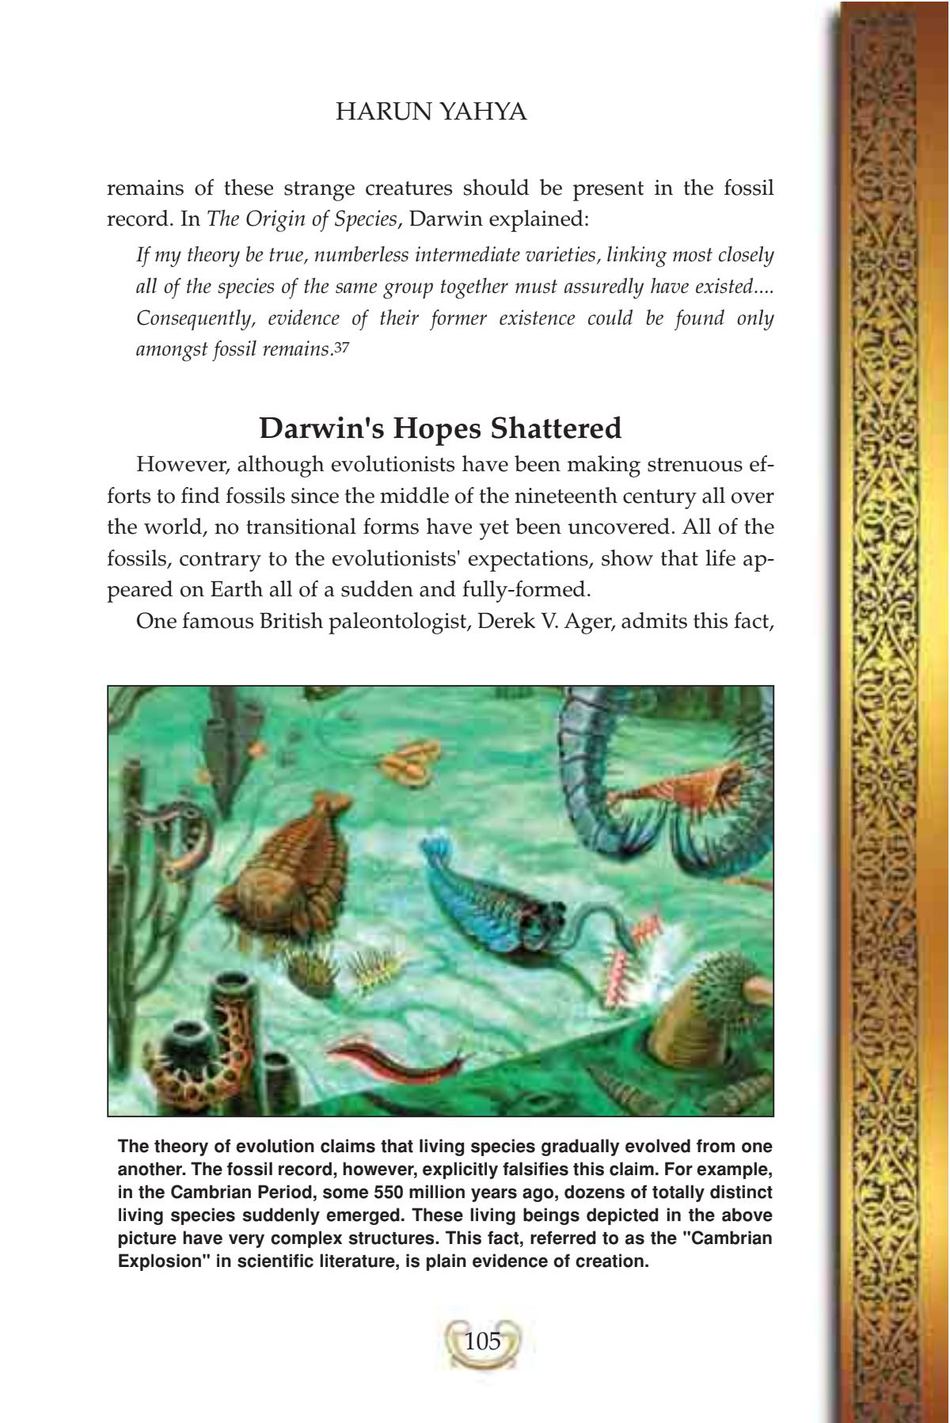 HARUN YAHYA
remains of these strange creatures should be present in the fossil
record. In The Origin of Species, Darwin explained:
If my theory be true, numberless intermediate varieties, linking most closely
all of the species of the same group together must assuredly have existed....
Consequently, evidence of their former existence could be found only
amongst fossil remains.37
Darwin's Hopes Shattered
However, although evolutionists have been making strenuous ef-
forts to find fossils since the middle of the nineteenth century all over
the world, no transitional forms have yet been uncovered. All of the
fossils, contrary to the evolutionists' expectations, show that life ap-
peared on Earth all of a sudden and fully-formed.
One famous British paleontologist, Derek V. Ager, admits this fact,
The theory of evolution claims that living species gradually evolved from one
another. The fossil record, however, explicitly falsifies this claim. For example,
in the Cambrian Period, some 550 million years ago, dozens of totally distinct
living species suddenly emerged. These living beings depicted in the above
picture have very complex structures. This fact, referred to as the "Cambrian
Explosion" in scientific literature, is plain evidence of creation.
105